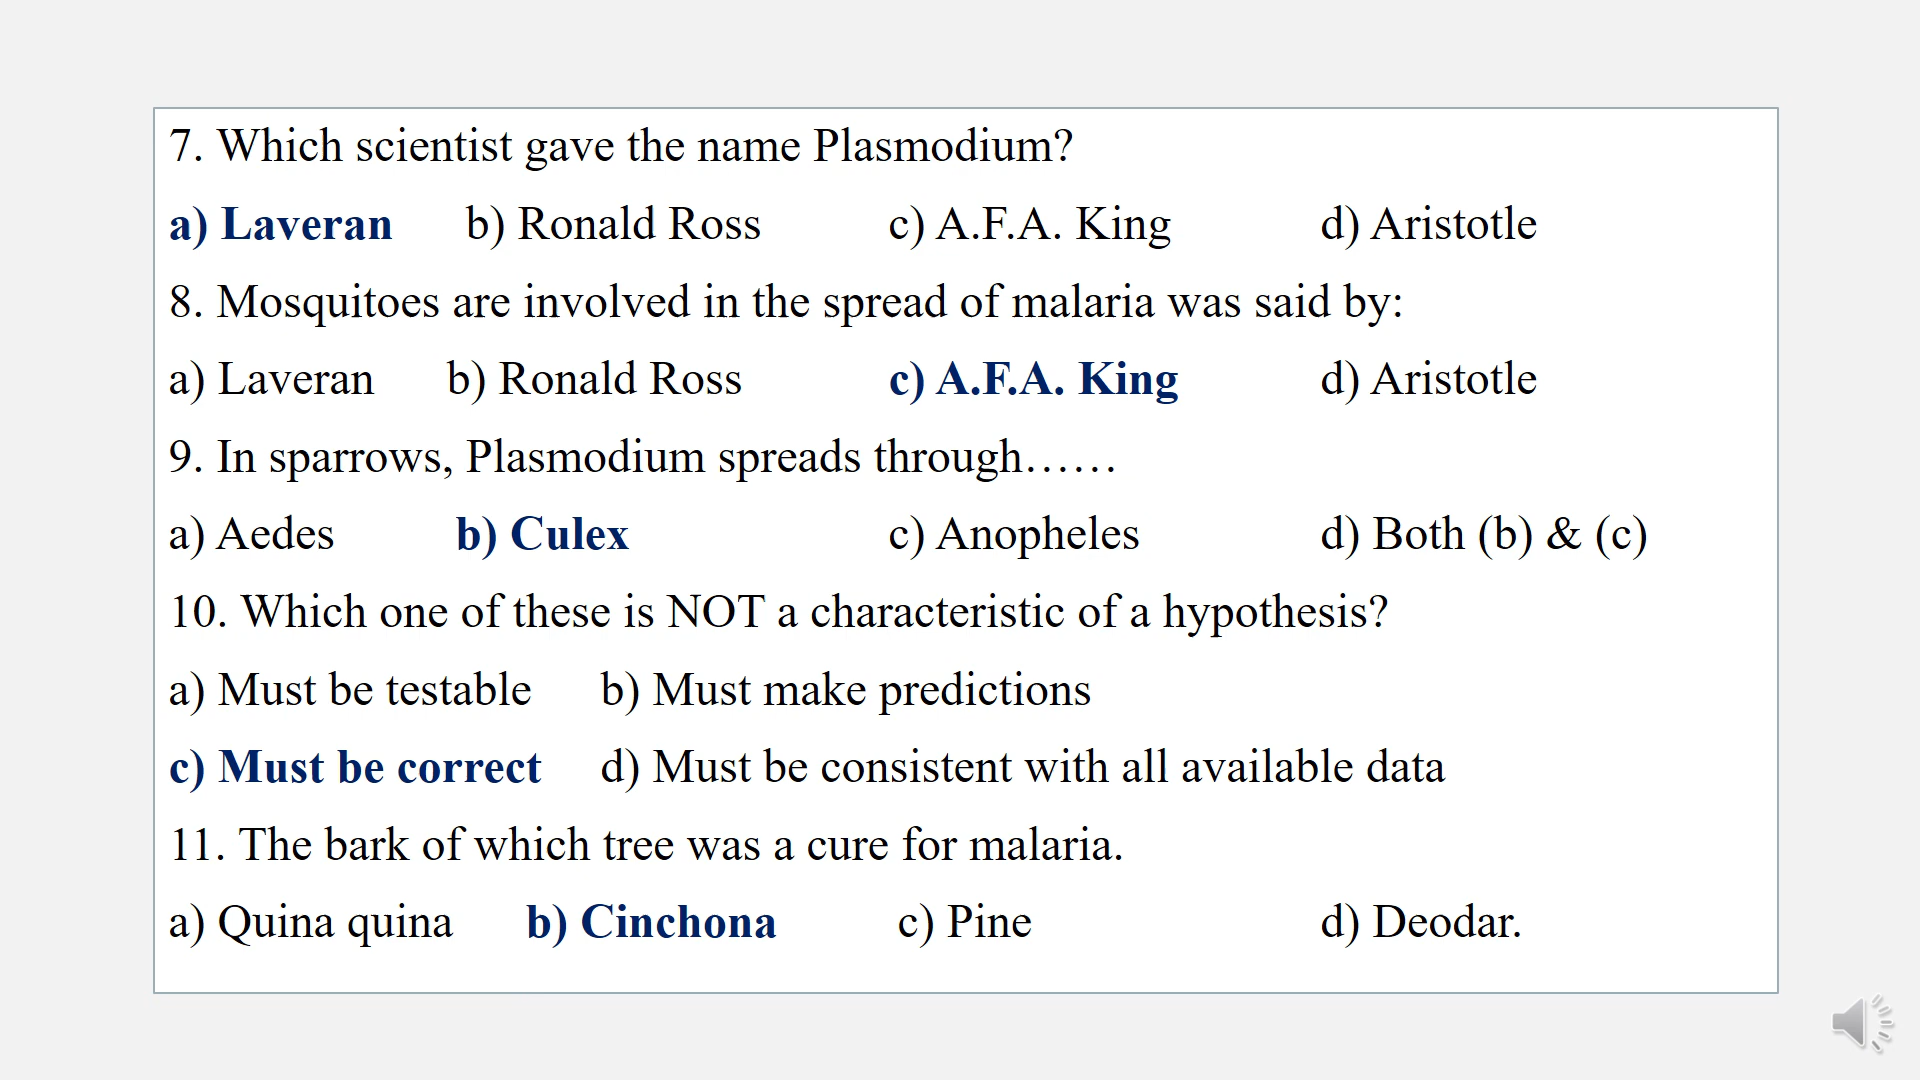 7. Which scientist gave the name Plasmodium?
a) Laveran b) Ronald Ross c) A.F.A. King d) Aristotle
8. Mosquitoes are involved in the spread of malaria was said by:
a) Laveran b) Ronald Ross c) A.F.A. King d) Aristotle
9. In sparrows, Plasmodium spreads through……
a) Aedes b) Culex c) Anopheles d) Both (b) & (c)
10. Which one of these is NOT a characteristic of a hypothesis?
a) Must be testable b) Must make predictions
c) Must be correct d) Must be consistent with all available data
11. The bark of which tree was a cure for malaria.
a) Quina quina b) Cinchona c) Pine d) Deodar.